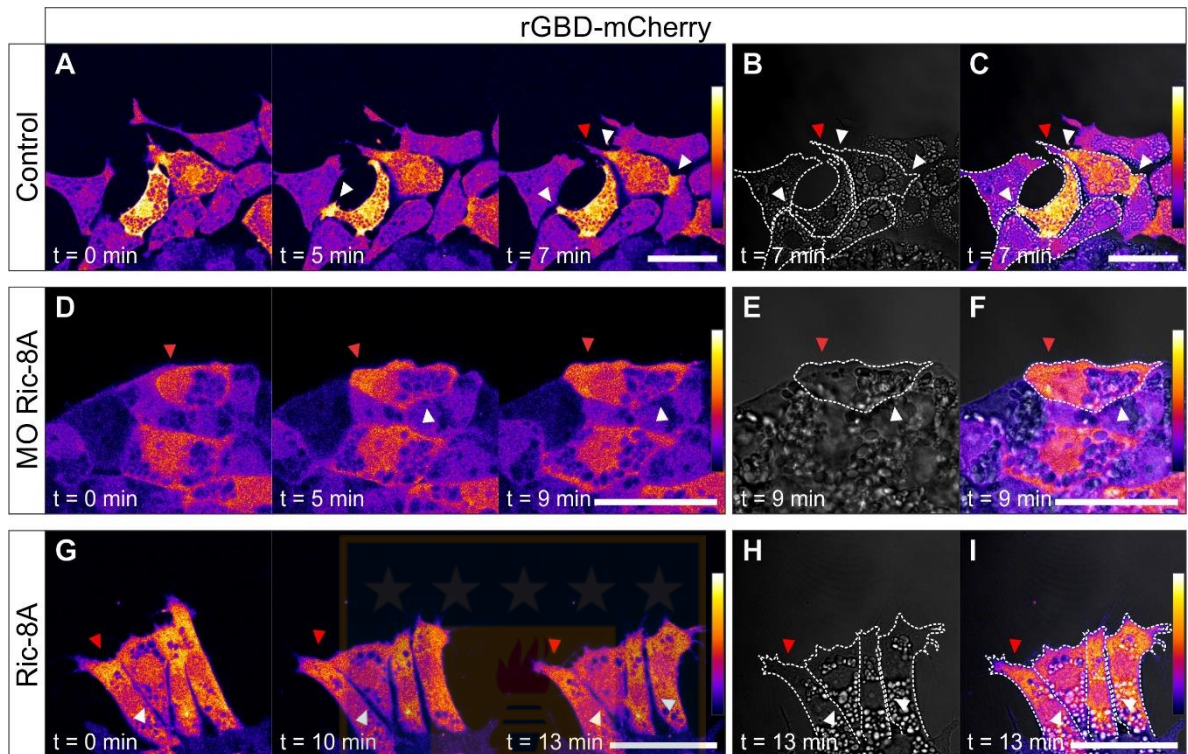 rGBD-mCherry
Control
A
B
C
t = 0 min
t = 5 min
t = 7 min
t = 7 min
t = 7 min
MO Ric-8A
D
E
F
t = 0 min
t = 5 min
t = 9 min
t = 9 min
t = 9 min
Ric-8A
G
H
I
t = 0 min
t = 10 min
t = 13 min
t = 13 min
t = 13 min